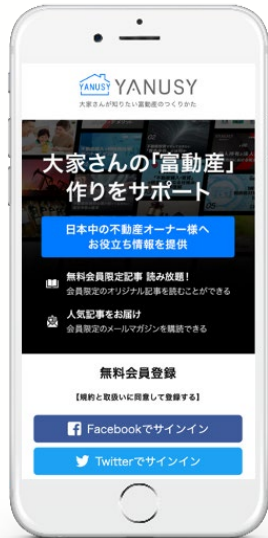 YANUSY YANUSY
大家さんが知りたい富動産のつくりかた
大家さんの「富動産」
作りをサポート
日本中の不動産オーナー様へ
お役立ち情報を提供
無料会員限定記事 読み放題！
会員限定のオリジナル記事を読むことができる
人気記事をお届け
会員限定のメールマガジンを購読できる
無料会員登録
【規約と取扱いに同意して登録する】
Facebookでサインイン
Twitterでサインイン